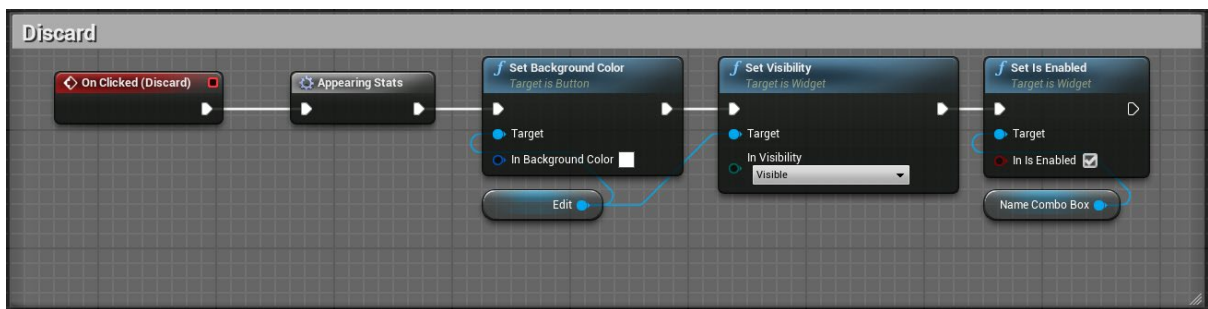 Discard
On Clicked (Discard)
Appearing Stats
Set Background Color
Target is Button
Target
In Background Color
Edit
Set Visibility
Target is Widget
Target
In Visibility
Visible
Set Is Enabled
Target is Widget
Target
In Is Enabled
Name Combo Box